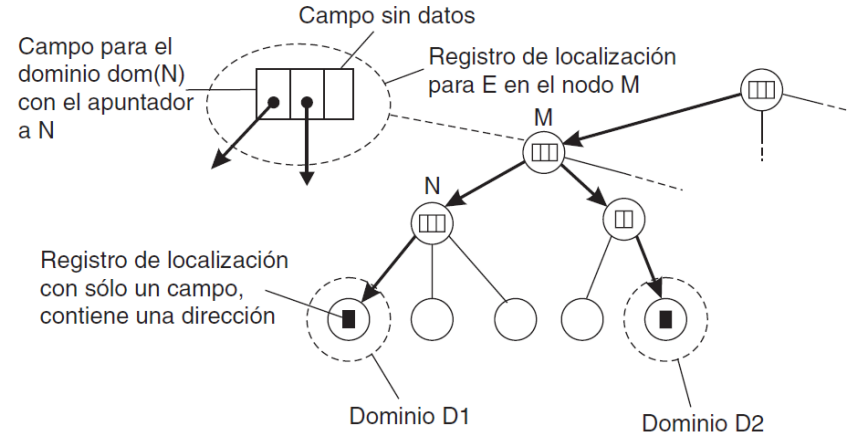 Campo sin datos
Campo para el
dominio dom(N)
con el apuntador
a N
Registro de localización
para E en el nodo M
M
N
Registro de localización
con sólo un campo,
contiene una dirección
Dominio D1
Dominio D2